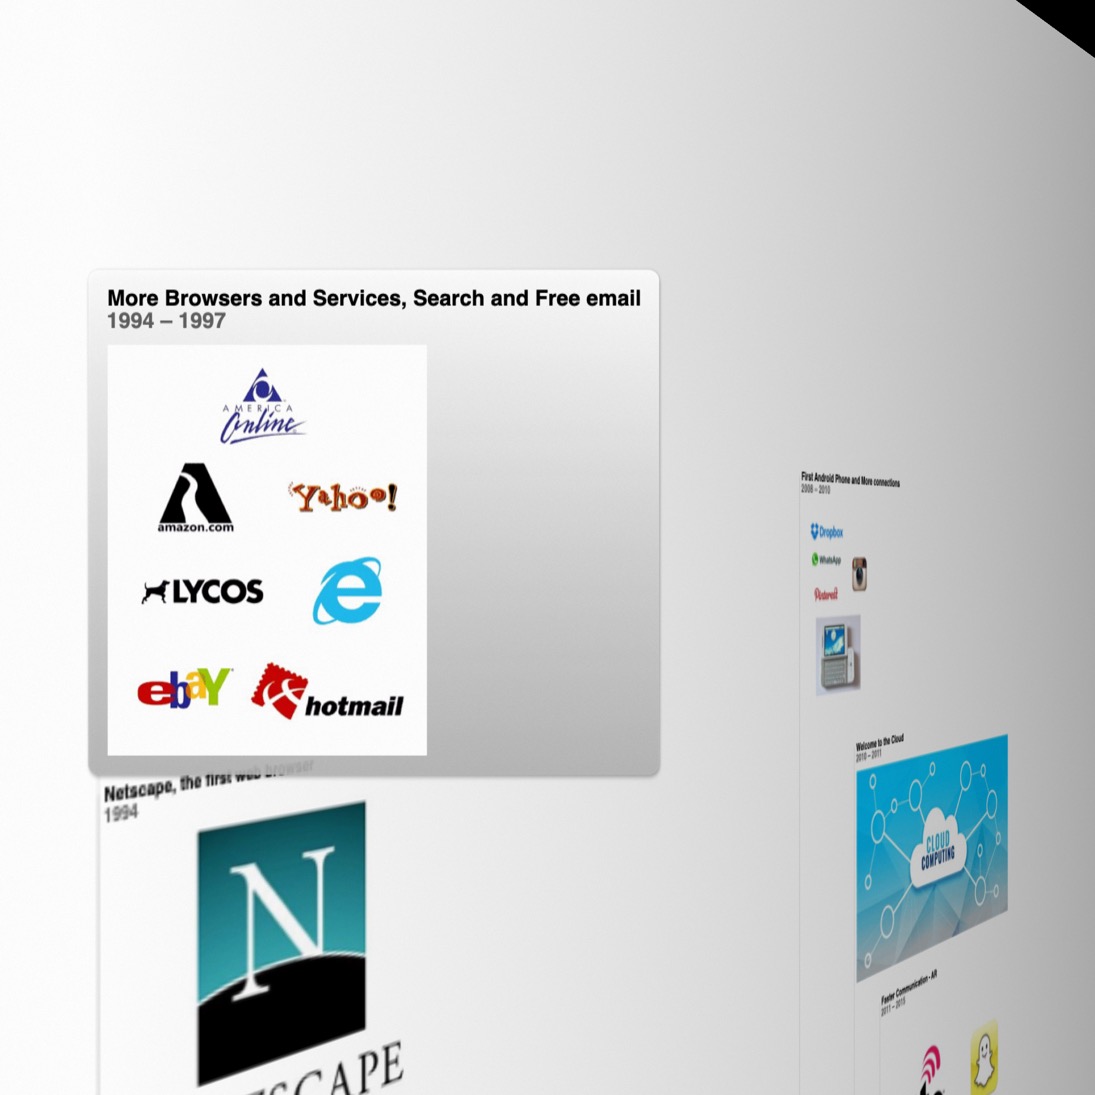 More Browsers and Services, Search and Free email
1994 – 1997
AMERICA
Online
amazon.com
Yahoo!
LYCOS
e
ebaY
hotmail
Netscape, the first web browser
1994
N
First Android Phone and More connections
2008 – 2010
Dropbox
WhatsApp
Pinterest
Welcome to the Cloud
2010 – 2011
CLOUD
COMPUTING
Faster Communication - AR
2011 – 2015